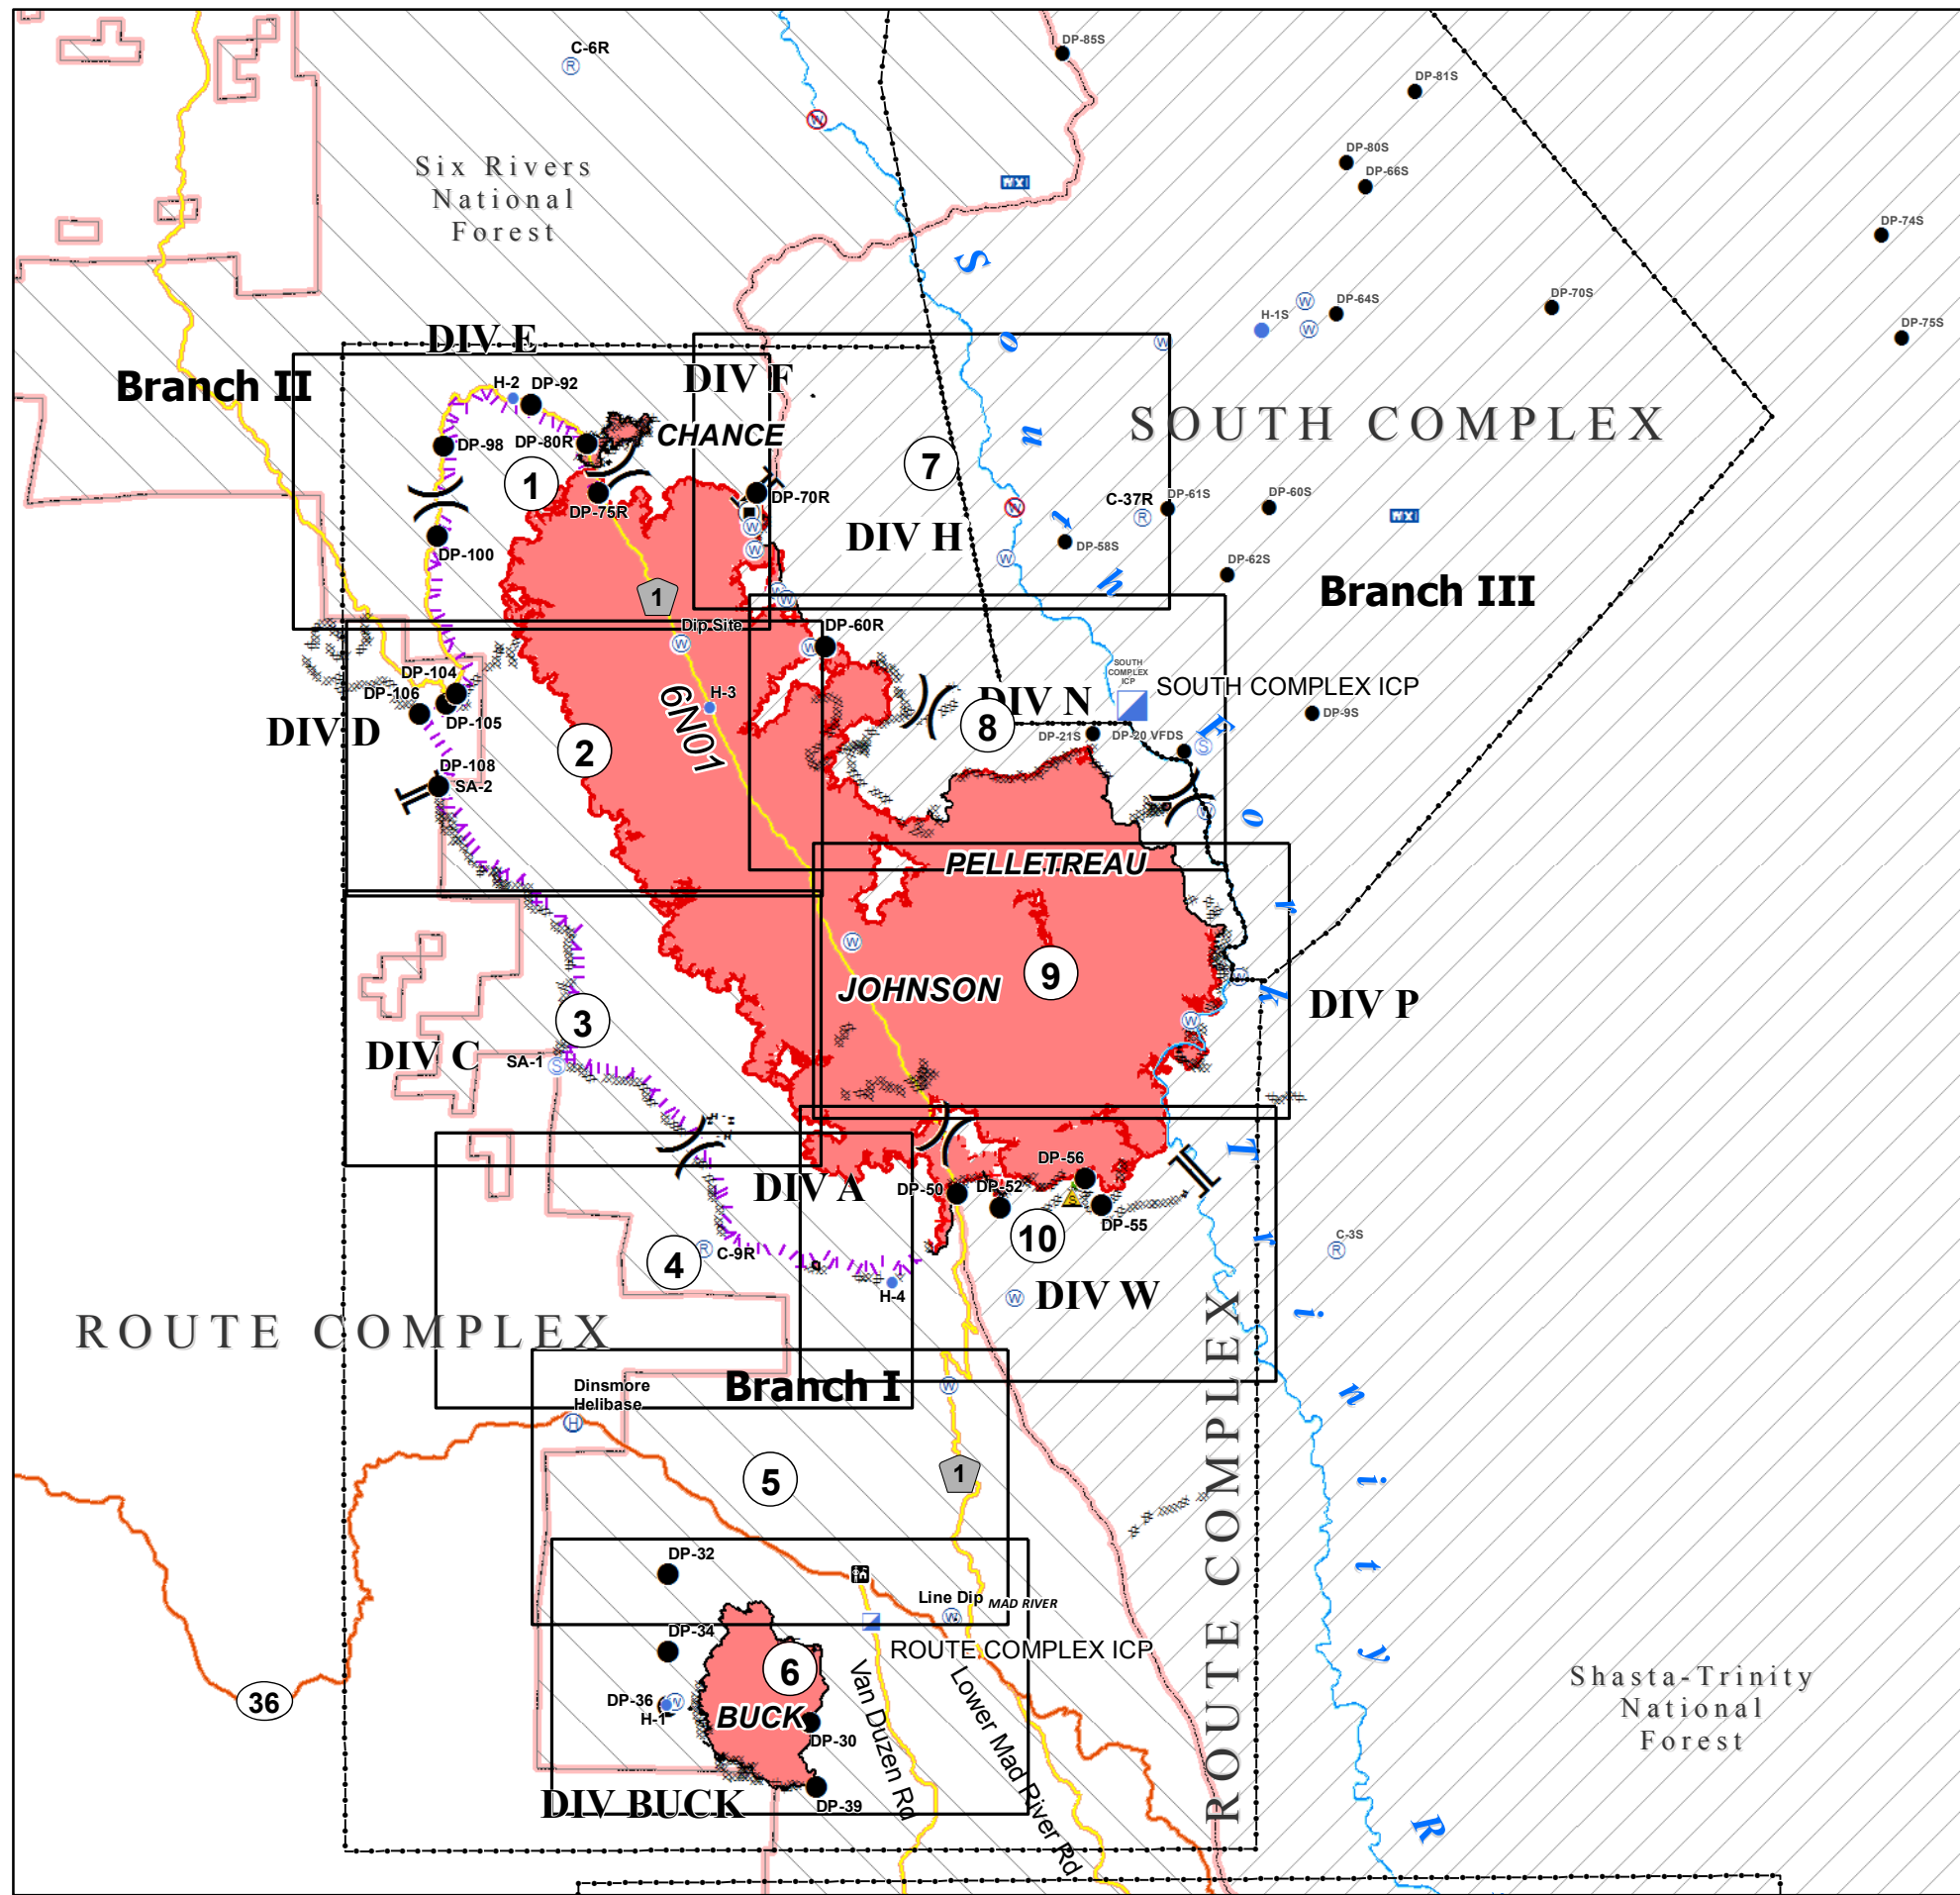 C-6R
DP-85S
DP-81S
DP-80S
DP-66S
Six Rivers
National
Forest
DP-74S
DP-70S
DP-64S
H-1S
DP-75S
DIV E
DIV F
Branch II
H-2
DP-92
CHANCE
SOUTH COMPLEX
DP-98
DP-80R
1
7
DP-70R
DP-75R
C-37R
DP-61S
DP-60S
DIV H
DP-58S
DP-100
DP-62S
1
Branch III
Dip Site
DP-60R
DP-104
DP-106
DP-105
H-3
6N01
SOUTH
COMPLEX
ICP
SOUTH COMPLEX ICP
DIV N
8
DP-9S
DP-21S
DP-20 VFDS
DIV D
2
DP-108
SA-2
PELLETREAU
JOHNSON
9
DIV P
3
DIV C
SA-1
DIV A
DP-50
DP-52
DP-56
DP-55
10
C-9R
4
C-3S
H-4
DIV W
ROUTE COMPLEX
Branch I
Dinsmore
Helibase
5
1
DP-32
Line Dip
MAD RIVER
DP-34
ROUTE COMPLEX ICP
6
DP-36
H-1
BUCK
DP-30
36
DIV BUCK
DP-39
Van Duzen Rd
Lower Mad River Rd
ROUTE COMPLEX
Shasta-Trinity
National
Forest
South Fork Trinity R